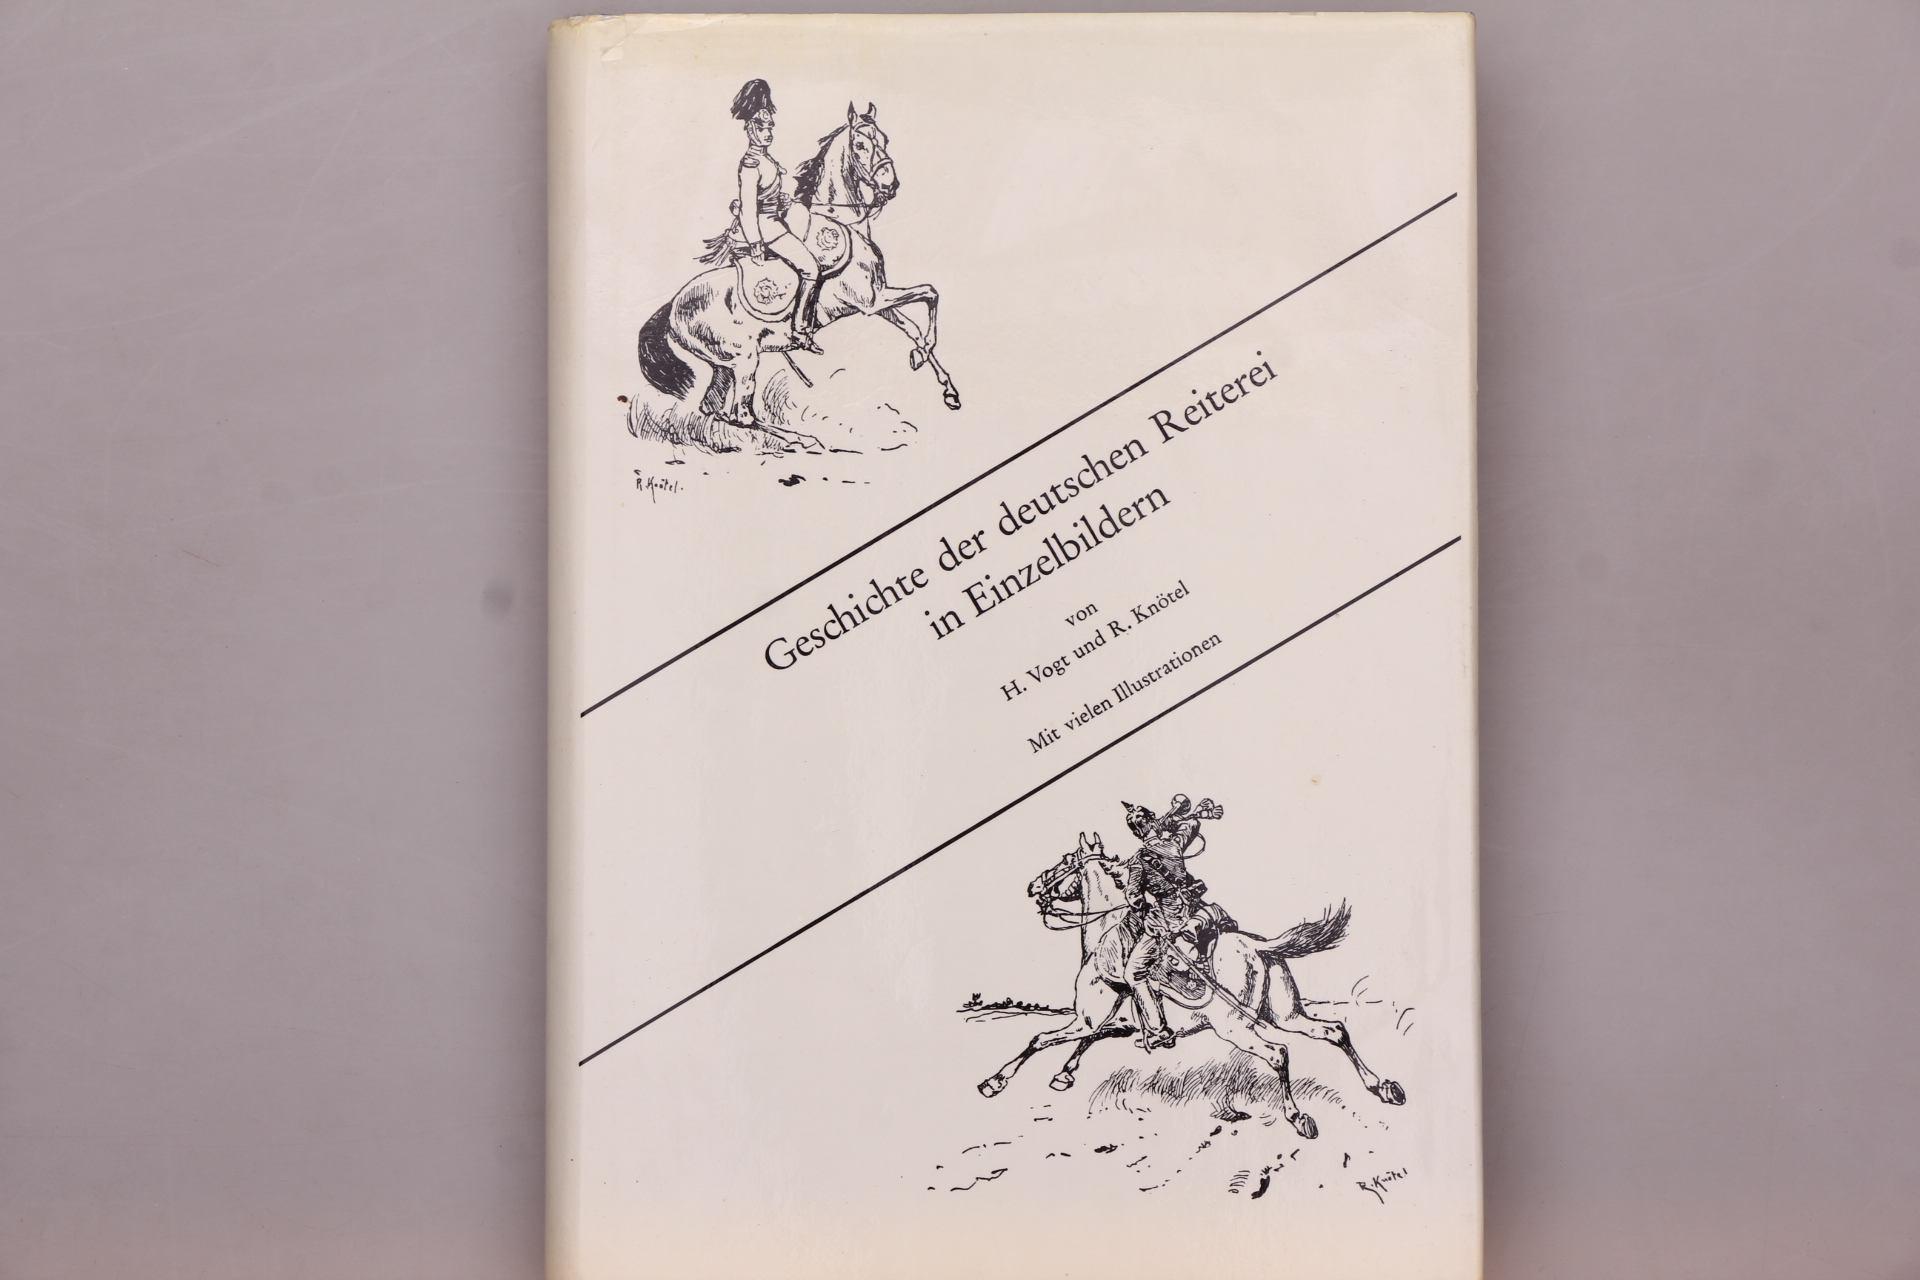 R. Knötel.
Geschichte der deutschen Reiterei
in Einzelbildern
von
H. Vogt und R. Knötel
Mit vielen Illustrationen
R. Knötel